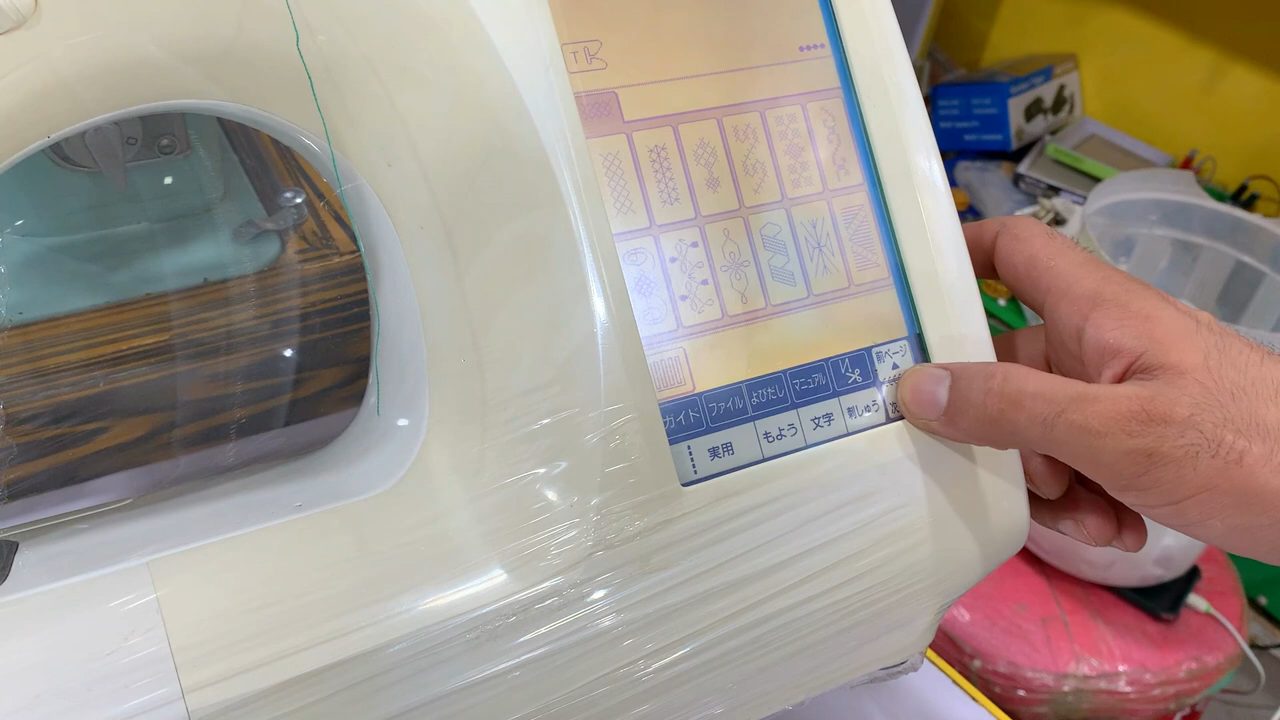 ガイド ファイル よびだし マニュアル 前ページ
実用 もよう 文字 刺しゅう 次